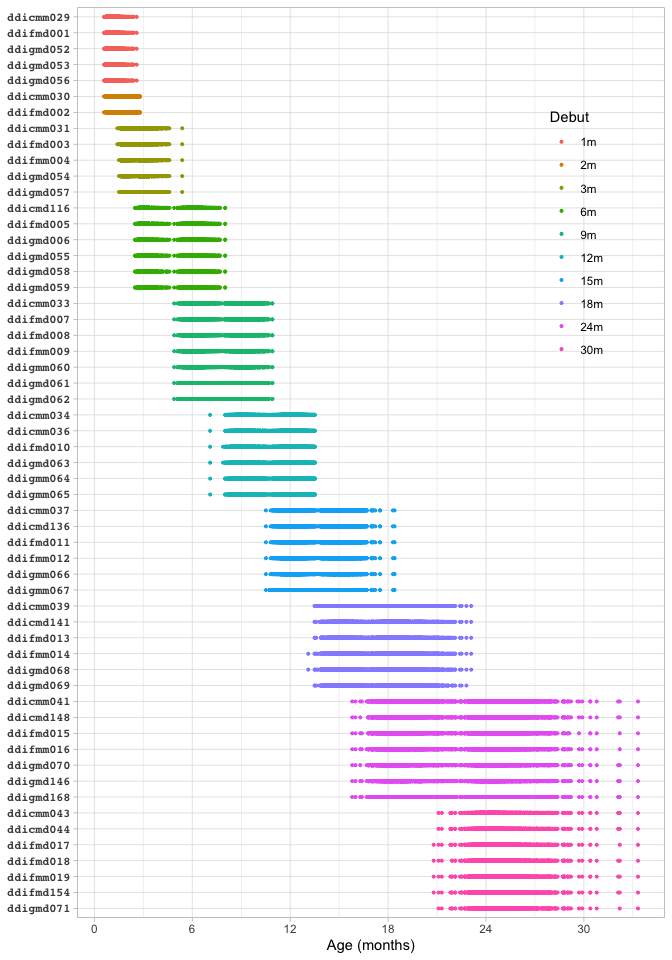 ddicmm029
ddifmd001
ddigmd052
ddigmd053
ddigmd056
ddicmm030
ddifmd002
ddicmm031
ddifmd003
ddifmm004
ddigmd054
ddigmd057
ddicmd116
ddifmd005
ddigmd006
ddigmd055
ddigmd058
ddigmd059
ddicmm033
ddifmd007
ddifmd008
ddifmm009
ddigmm060
ddigmd061
ddigmd062
ddicmm034
ddicmm036
ddifmd010
ddigmd063
ddigmm064
ddigmm065
ddicmm037
ddicmd136
ddifmd011
ddifmm012
ddigmm066
ddigmm067
ddicmm039
ddicmd141
ddifmd013
ddifmm014
ddigmd068
ddigmd069
ddicmm041
ddicmd148
ddifmd015
ddifmm016
ddigmd070
ddigmd146
ddigmd168
ddicmm043
ddicmd044
ddifmd017
ddifmd018
ddifmm019
ddifmd154
ddigmd071
Debut
1m
2m
3m
6m
9m
12m
15m
18m
24m
30m
0 6 12 18 24 30
Age (months)